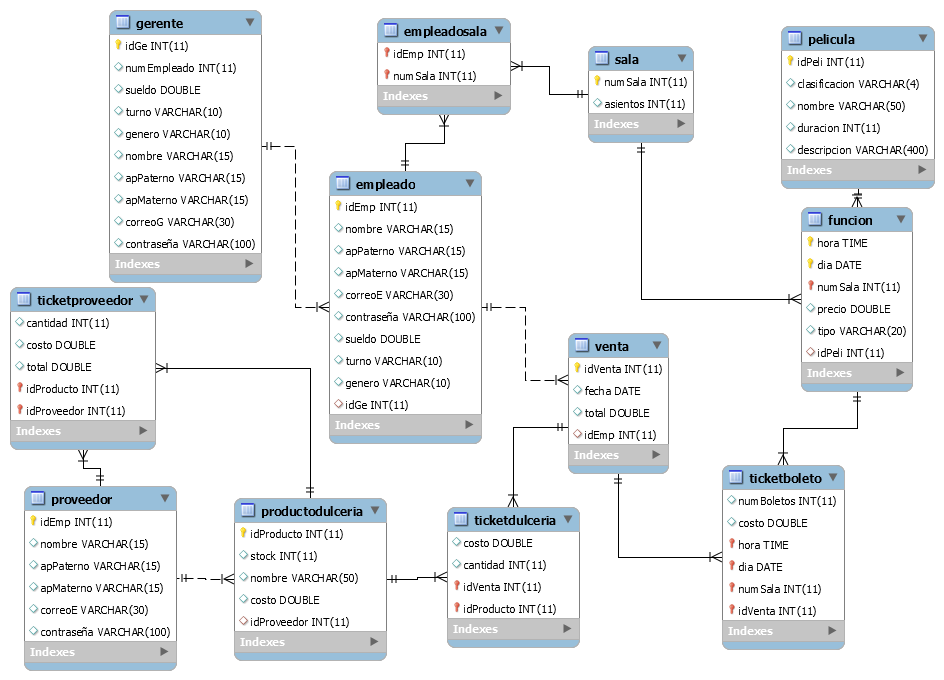 gerente
idGe INT(11)
numEmpleado INT(11)
sueldo DOUBLE
turno VARCHAR(10)
genero VARCHAR(10)
nombre VARCHAR(15)
apPaterno VARCHAR(15)
apMaterno VARCHAR(15)
correoG VARCHAR(30)
contraseña VARCHAR(100)
Indexes
empleadosala
idEmp INT(11)
numSala INT(11)
Indexes
sala
numSala INT(11)
asientos INT(11)
Indexes
pelicula
idPeli INT(11)
clasificacion VARCHAR(4)
nombre VARCHAR(50)
duracion INT(11)
descripcion VARCHAR(400)
Indexes
empleado
idEmp INT(11)
nombre VARCHAR(15)
apPaterno VARCHAR(15)
apMaterno VARCHAR(15)
correoE VARCHAR(30)
contraseña VARCHAR(100)
sueldo DOUBLE
turno VARCHAR(10)
genero VARCHAR(10)
idGe INT(11)
Indexes
funcion
hora TIME
dia DATE
numSala INT(11)
precio DOUBLE
tipo VARCHAR(20)
idPeli INT(11)
Indexes
ticketproveedor
cantidad INT(11)
costo DOUBLE
total DOUBLE
idProducto INT(11)
idProveedor INT(11)
Indexes
venta
idVenta INT(11)
fecha DATE
total DOUBLE
idEmp INT(11)
Indexes
proveedor
idEmp INT(11)
nombre VARCHAR(15)
apPaterno VARCHAR(15)
apMaterno VARCHAR(15)
correoE VARCHAR(30)
contraseña VARCHAR(100)
Indexes
productodulceria
idProducto INT(11)
stock INT(11)
nombre VARCHAR(50)
costo DOUBLE
idProveedor INT(11)
Indexes
ticketdulceria
costo DOUBLE
cantidad INT(11)
idVenta INT(11)
idProducto INT(11)
Indexes
ticketboleto
numBoletos INT(11)
costo DOUBLE
hora TIME
dia DATE
numSala INT(11)
idVenta INT(11)
Indexes